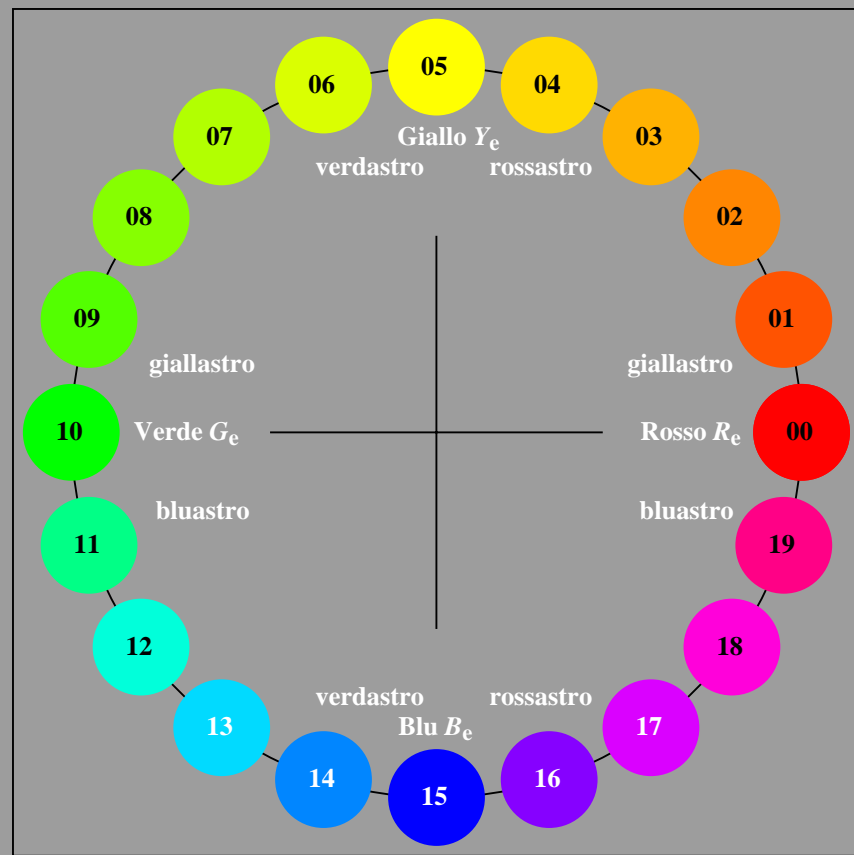 05
06 04
07 Giallo Ye 03
verdastro rossastro
08 02
09 01
giallastro giallastro
10 Verde Ge Rosso Re 00
bluastro bluastro
11 19
12 18
verdastro rossastro
13 Blu Be 17
14 16
15